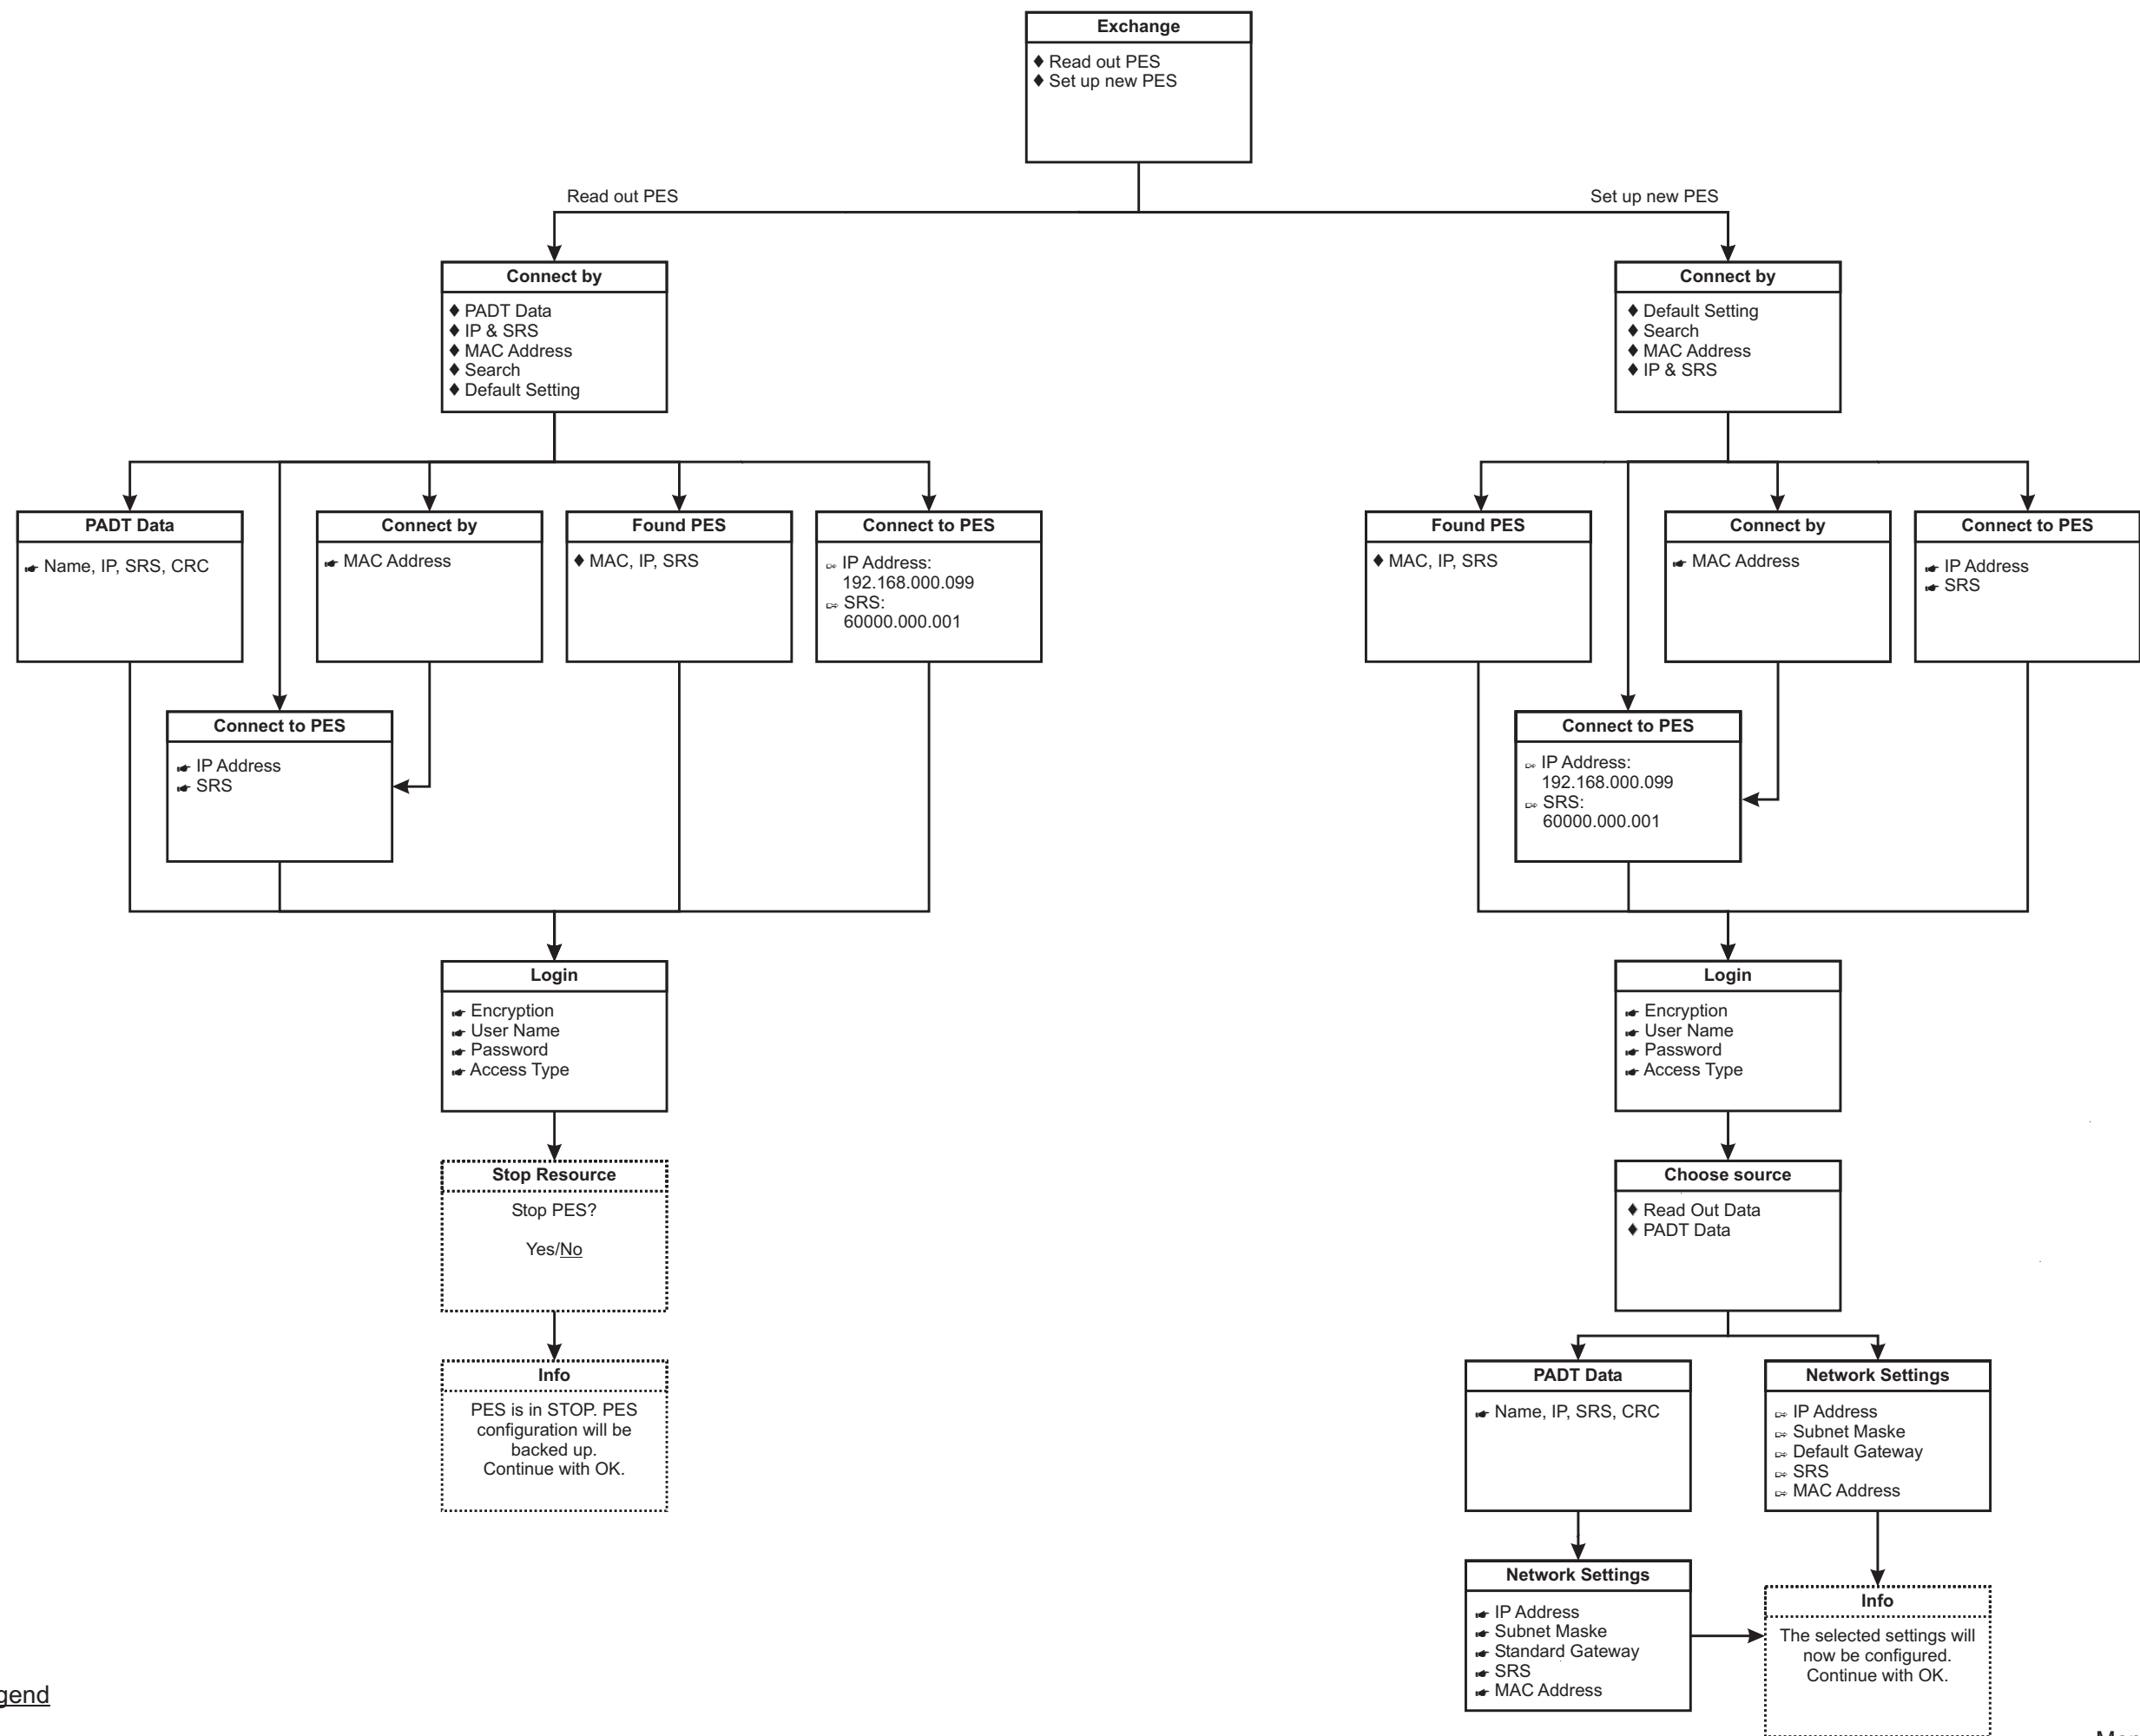 Exchange
♦ Read out PES
♦ Set up new PES
Read out PES
Set up new PES
Connect by
♦ PADT Data
♦ IP & SRS
♦ MAC Address
♦ Search
♦ Default Setting
Connect by
♦ Default Setting
♦ Search
♦ MAC Address
♦ IP & SRS
PADT Data
Name, IP, SRS, CRC
Connect by
MAC Address
Found PES
♦ MAC, IP, SRS
Connect to PES
IP Address:
192.168.000.099
SRS:
60000.000.001
Found PES
♦ MAC, IP, SRS
Connect by
MAC Address
Connect to PES
IP Address
SRS
Connect to PES
IP Address
SRS
Connect to PES
IP Address:
192.168.000.099
SRS:
60000.000.001
Login
Encryption
User Name
Password
Access Type
Login
Encryption
User Name
Password
Access Type
Stop Resource
Stop PES?
Yes/No
Choose source
♦ Read Out Data
♦ PADT Data
Info
PES is in STOP. PES
configuration will be
backed up.
Continue with OK.
PADT Data
Name, IP, SRS, CRC
Network Settings
IP Address
Subnet Maske
Default Gateway
SRS
MAC Address
Network Settings
IP Address
Subnet Maske
Standard Gateway
SRS
MAC Address
Info
The selected settings will
now be configured.
Continue with OK.
gend